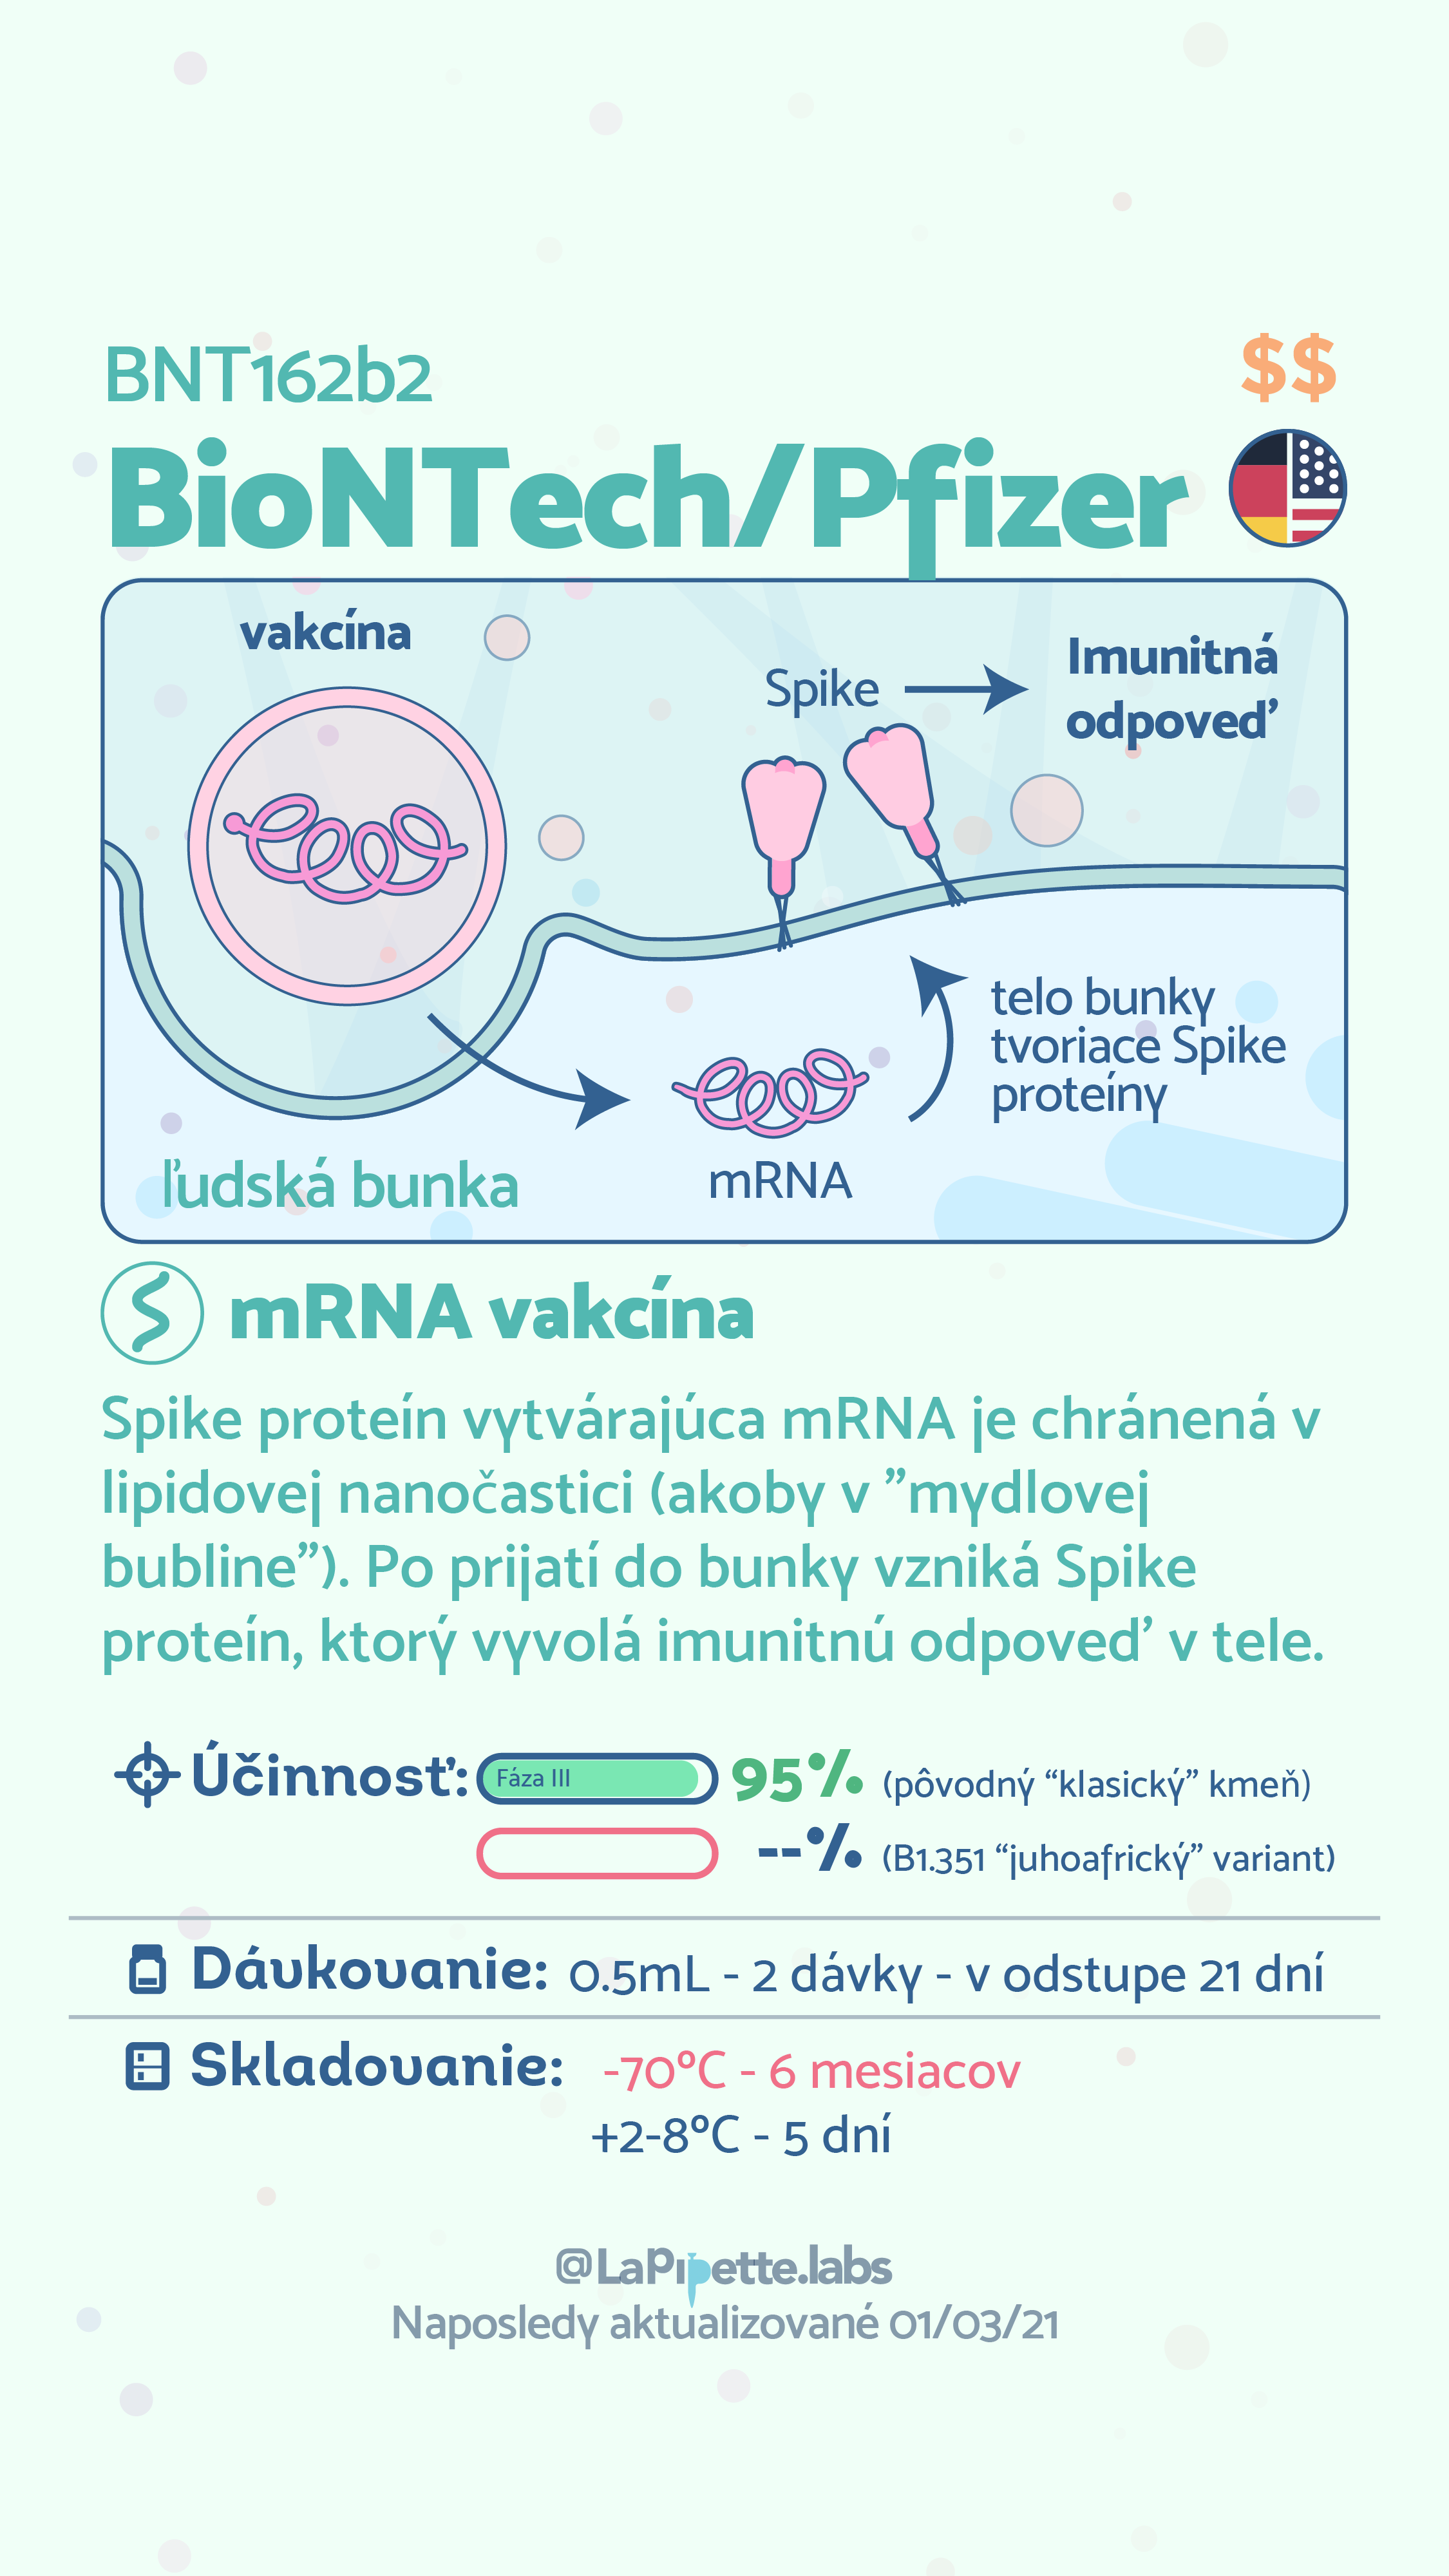 BNT162b2
$$
BioNTech/Pfizer
vakcína
Spike
Imunitná
odpoveď
telo bunky
tvoriace Spike
proteíny
ľudská bunka
mRNA
mRNA vakcína
Spike proteín vytvárajúca mRNA je chránená v
lipidovej nanočastici (akoby v ”mydlovej
bubline”). Po prijatí do bunky vzniká Spike
proteín, ktorý vyvolá imunitnú odpoveď v tele.
Účinnosť: Fáza III 95% (pôvodný “klasický” kmeň)
--% (B1.351 “juhoafrický” variant)
Dávkovanie: 0.5mL - 2 dávky - v odstupe 21 dní
Skladovanie: -70ºC - 6 mesiacov
+2-8ºC - 5 dní
@LaPipette.labs
Naposledy aktualizované 01/03/21